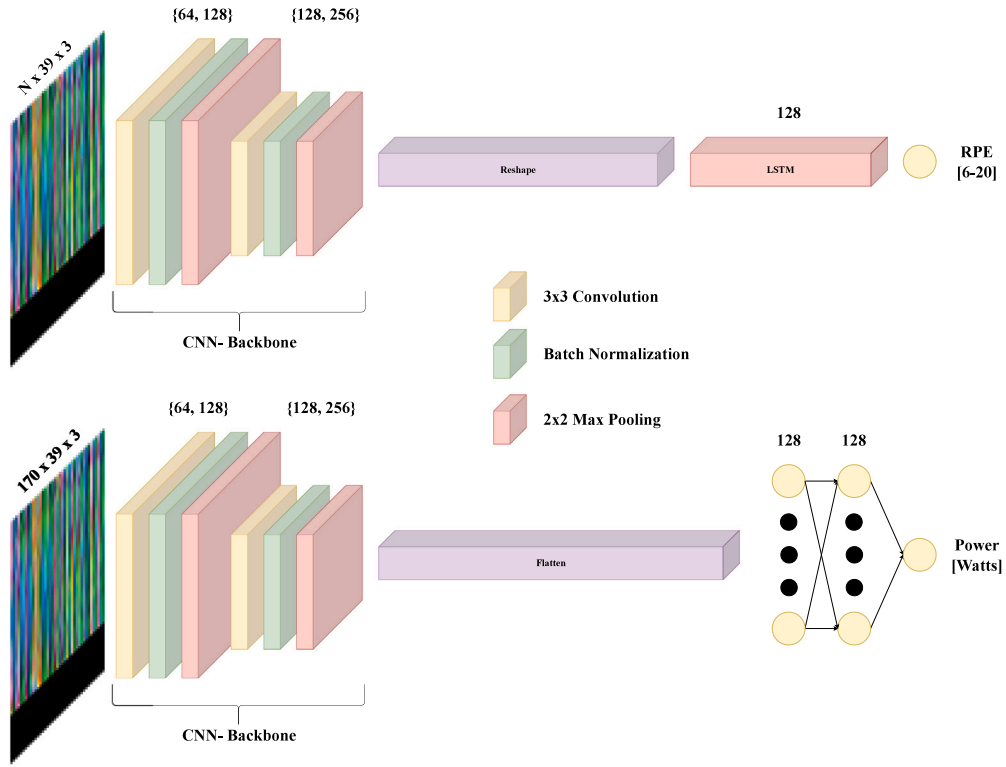 {64, 128}
{128, 256}
N x 39 x 3
128
Reshape
LSTM
RPE
[6-20]
CNN- Backbone
3x3 Convolution
Batch Normalization
2x2 Max Pooling
{64, 128}
{128, 256}
170 x 39 x 3
128
128
Flatten
Power
[Watts]
CNN- Backbone